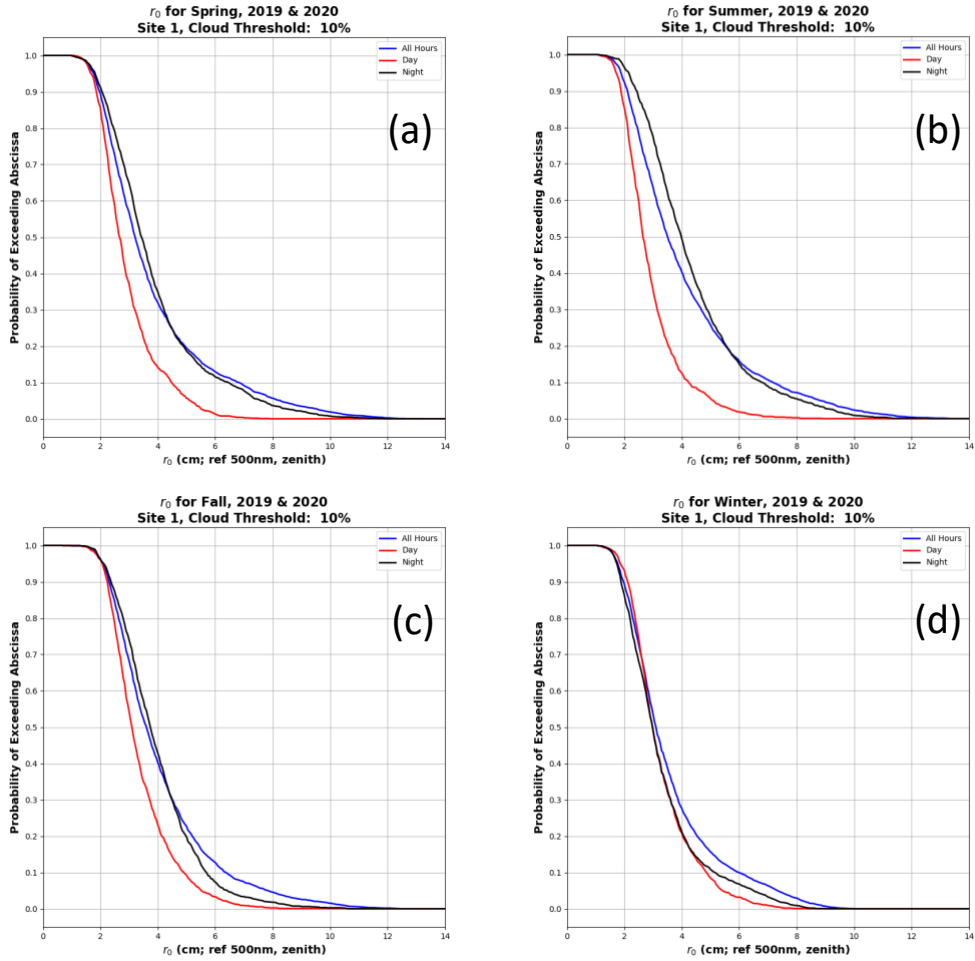 r₀ for Spring, 2019 & 2020
Site 1, Cloud Threshold: 10%
All Hours
Day
Night
(a)
Probability of Exceeding Abscissa
1.0
0.9
0.8
0.7
0.6
0.5
0.4
0.3
0.2
0.1
0.0
0 2 4 6 8 10 12 14
r₀ (cm; ref 500nm, zenith)
r₀ for Summer, 2019 & 2020
Site 1, Cloud Threshold: 10%
All Hours
Day
Night
(b)
Probability of Exceeding Abscissa
1.0
0.9
0.8
0.7
0.6
0.5
0.4
0.3
0.2
0.1
0.0
0 2 4 6 8 10 12 14
r₀ (cm; ref 500nm, zenith)
r₀ for Fall, 2019 & 2020
Site 1, Cloud Threshold: 10%
All Hours
Day
Night
(c)
Probability of Exceeding Abscissa
1.0
0.9
0.8
0.7
0.6
0.5
0.4
0.3
0.2
0.1
0.0
0 2 4 6 8 10 12 14
r₀ (cm; ref 500nm, zenith)
r₀ for Winter, 2019 & 2020
Site 1, Cloud Threshold: 10%
All Hours
Day
Night
(d)
Probability of Exceeding Abscissa
1.0
0.9
0.8
0.7
0.6
0.5
0.4
0.3
0.2
0.1
0.0
0 2 4 6 8 10 12 14
r₀ (cm; ref 500nm, zenith)